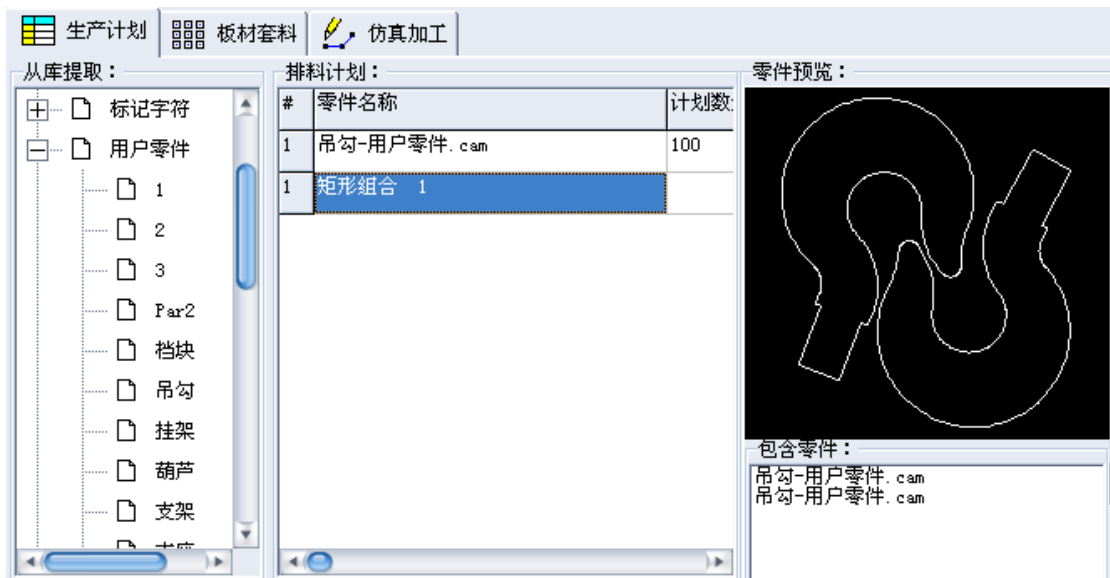 生产计划
板材套料
仿真加工
从库提取：
排料计划：
零件预览：
标记字符
用户零件
1
2
3
Par2
档块
吊勾
挂架
葫芦
支架
# 零件名称 计划数
1 吊勾-用户零件.cam 100
1 矩形组合 1
包含零件：
吊勾-用户零件.cam
吊勾-用户零件.cam